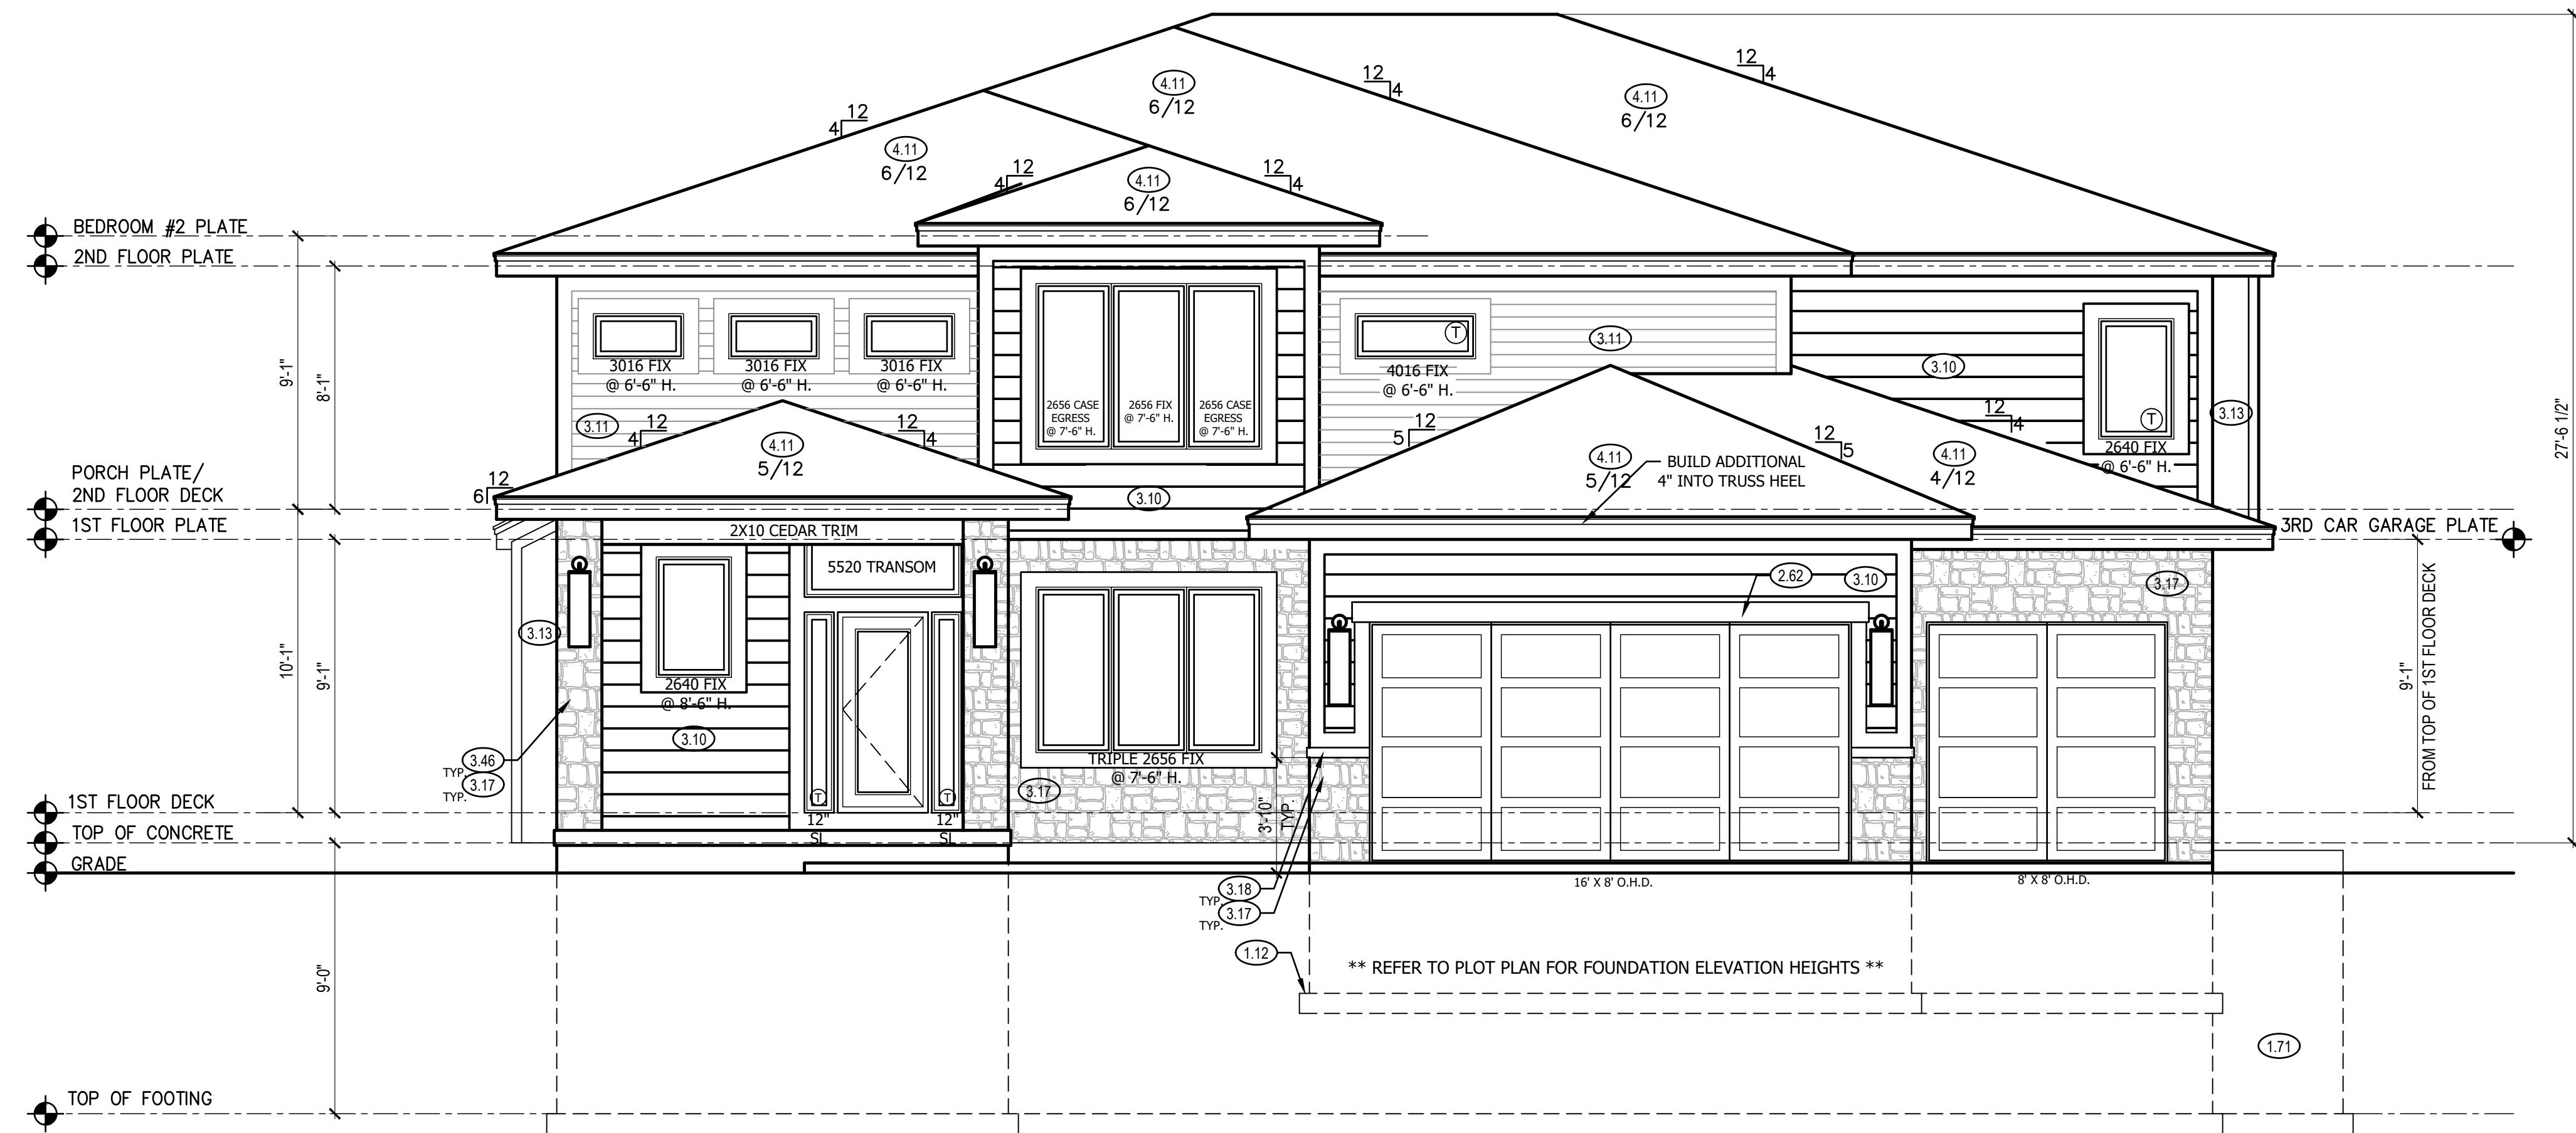 12
4
12
4
4.11
6/12
4.11
6/12
12
4
4.11
6/12
12
4
12
4
4.11
6/12
BEDROOM #2 PLATE
2ND FLOOR PLATE
3016 FIX
@ 6'-6" H.
3016 FIX
@ 6'-6" H.
3016 FIX
@ 6'-6" H.
T
4016 FIX
@ 6'-6" H.
3.11
3.10
T
2640 FIX
@ 6'-6" H.
3.13
2656 CASE
EGRESS
@ 7'-6" H.
2656 FIX
@ 7'-6" H.
2656 CASE
EGRESS
@ 7'-6" H.
9'-1"
8'-1"
27'-6 1/2"
3.11
12
4
12
4
4.11
5/12
12
5
12
5
12
4
4.11
5/12
BUILD ADDITIONAL
4" INTO TRUSS HEEL
4.11
4/12
12
6
PORCH PLATE/
2ND FLOOR DECK
3.10
1ST FLOOR PLATE
3RD CAR GARAGE PLATE
2X10 CEDAR TRIM
5520 TRANSOM
2.62
3.10
3.17
3.13
2640 FIX
@ 8'-6" H.
3.10
10'-1"
9'-1"
9'-1"
FROM TOP OF 1ST FLOOR DECK
3.46
TYP.
3.17
TYP.
TRIPLE 2656 FIX
@ 7'-6" H.
3.17
3'-10"
TYP.
T
T
12"
SL
12"
SL
1ST FLOOR DECK
TOP OF CONCRETE
GRADE
16' X 8' O.H.D.
8' X 8' O.H.D.
3.18
TYP.
3.17
TYP.
1.12
** REFER TO PLOT PLAN FOR FOUNDATION ELEVATION HEIGHTS **
9'-0"
1.71
TOP OF FOOTING